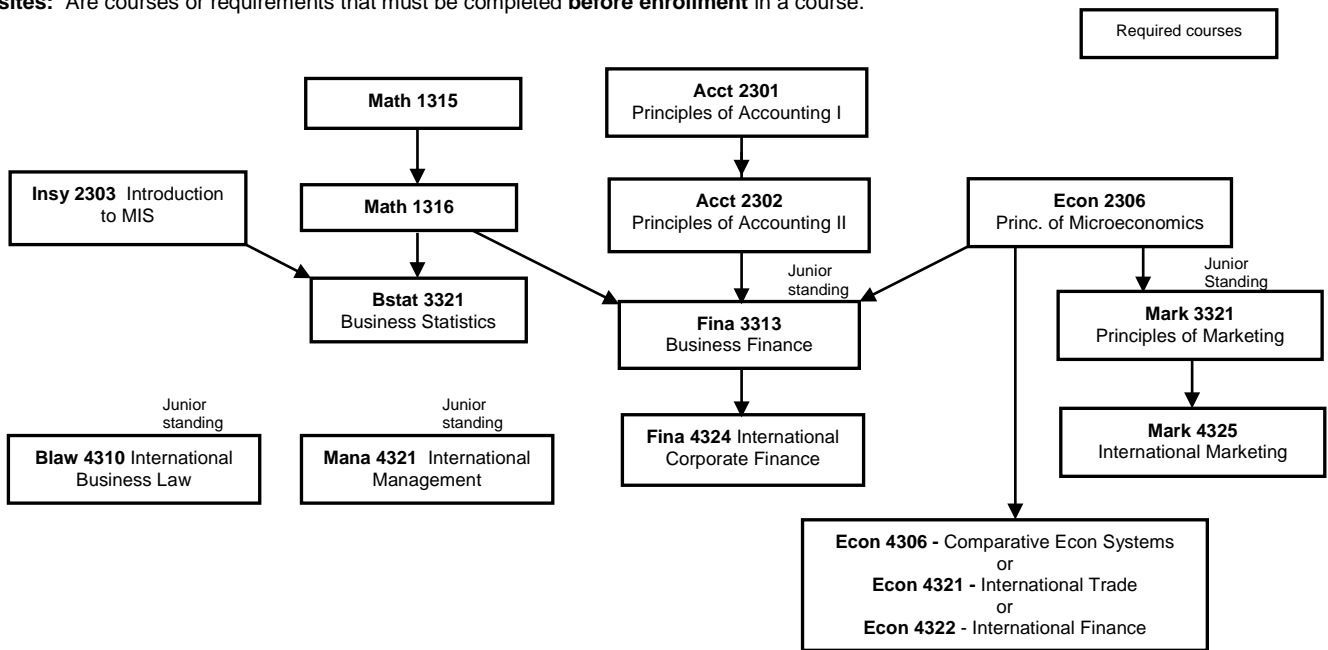 sites: Are courses or requirements that must be completed before enrollment in a course.
Required courses
Math 1315
Acct 2301
Principles of Accounting I
Insy 2303 Introduction
to MIS
Math 1316
Acct 2302
Principles of Accounting II
Econ 2306
Princ. of Microeconomics
Bstat 3321
Business Statistics
Junior
standing
Fina 3313
Business Finance
Junior
Standing
Mark 3321
Principles of Marketing
Junior
standing
Blaw 4310 International
Business Law
Junior
standing
Mana 4321 International
Management
Fina 4324 International
Corporate Finance
Mark 4325
International Marketing
Econ 4306 - Comparative Econ Systems
or
Econ 4321 - International Trade
or
Econ 4322 - International Finance